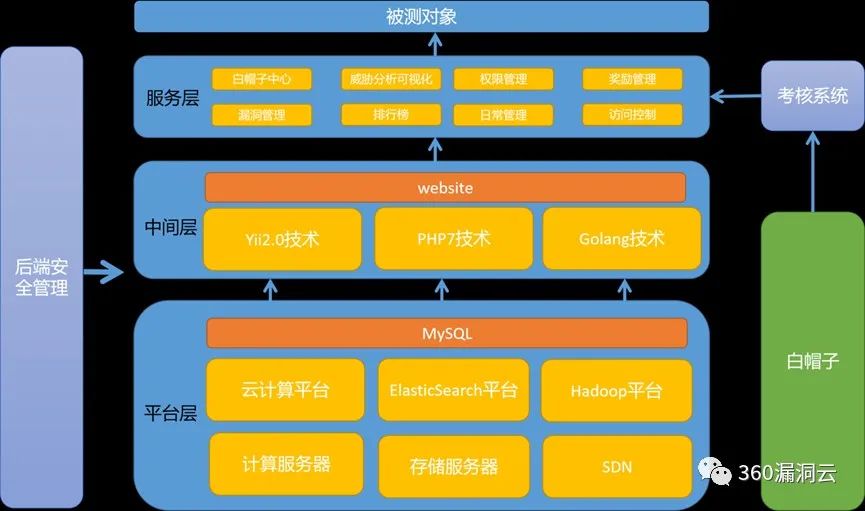 被测对象
服务层
白帽子中心
威胁分析可视化
权限管理
奖励管理
漏洞管理
排行榜
日常管理
访问控制
考核系统
中间层
website
Yii2.0技术
PHP7技术
Golang技术
后端安
全管理
平台层
MySQL
云计算平台
ElasticSearch平台
Hadoop平台
计算服务器
存储服务器
SDN
白帽子
360漏洞云